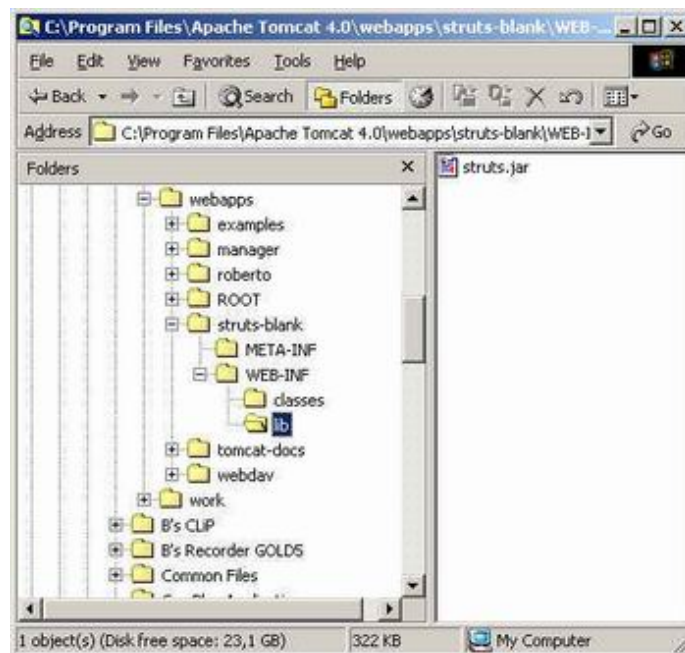 C:\Program Files\Apache Tomcat 4.0\webapps\struts-blank\WEB-...
File Edit View Favorites Tools Help
Back Search Folders
Address C:\Program Files\Apache Tomcat 4.0\webapps\struts-blank\WEB-I Go
Folders
struts.jar
webapps
examples
manager
roberto
ROOT
struts-blank
META-INF
WEB-INF
classes
lib
tomcat-docs
webdav
work
B's CLiP
B's Recorder GOLD5
Common Files
1 object(s) (Disk free space: 23,1 GB) 322 KB My Computer